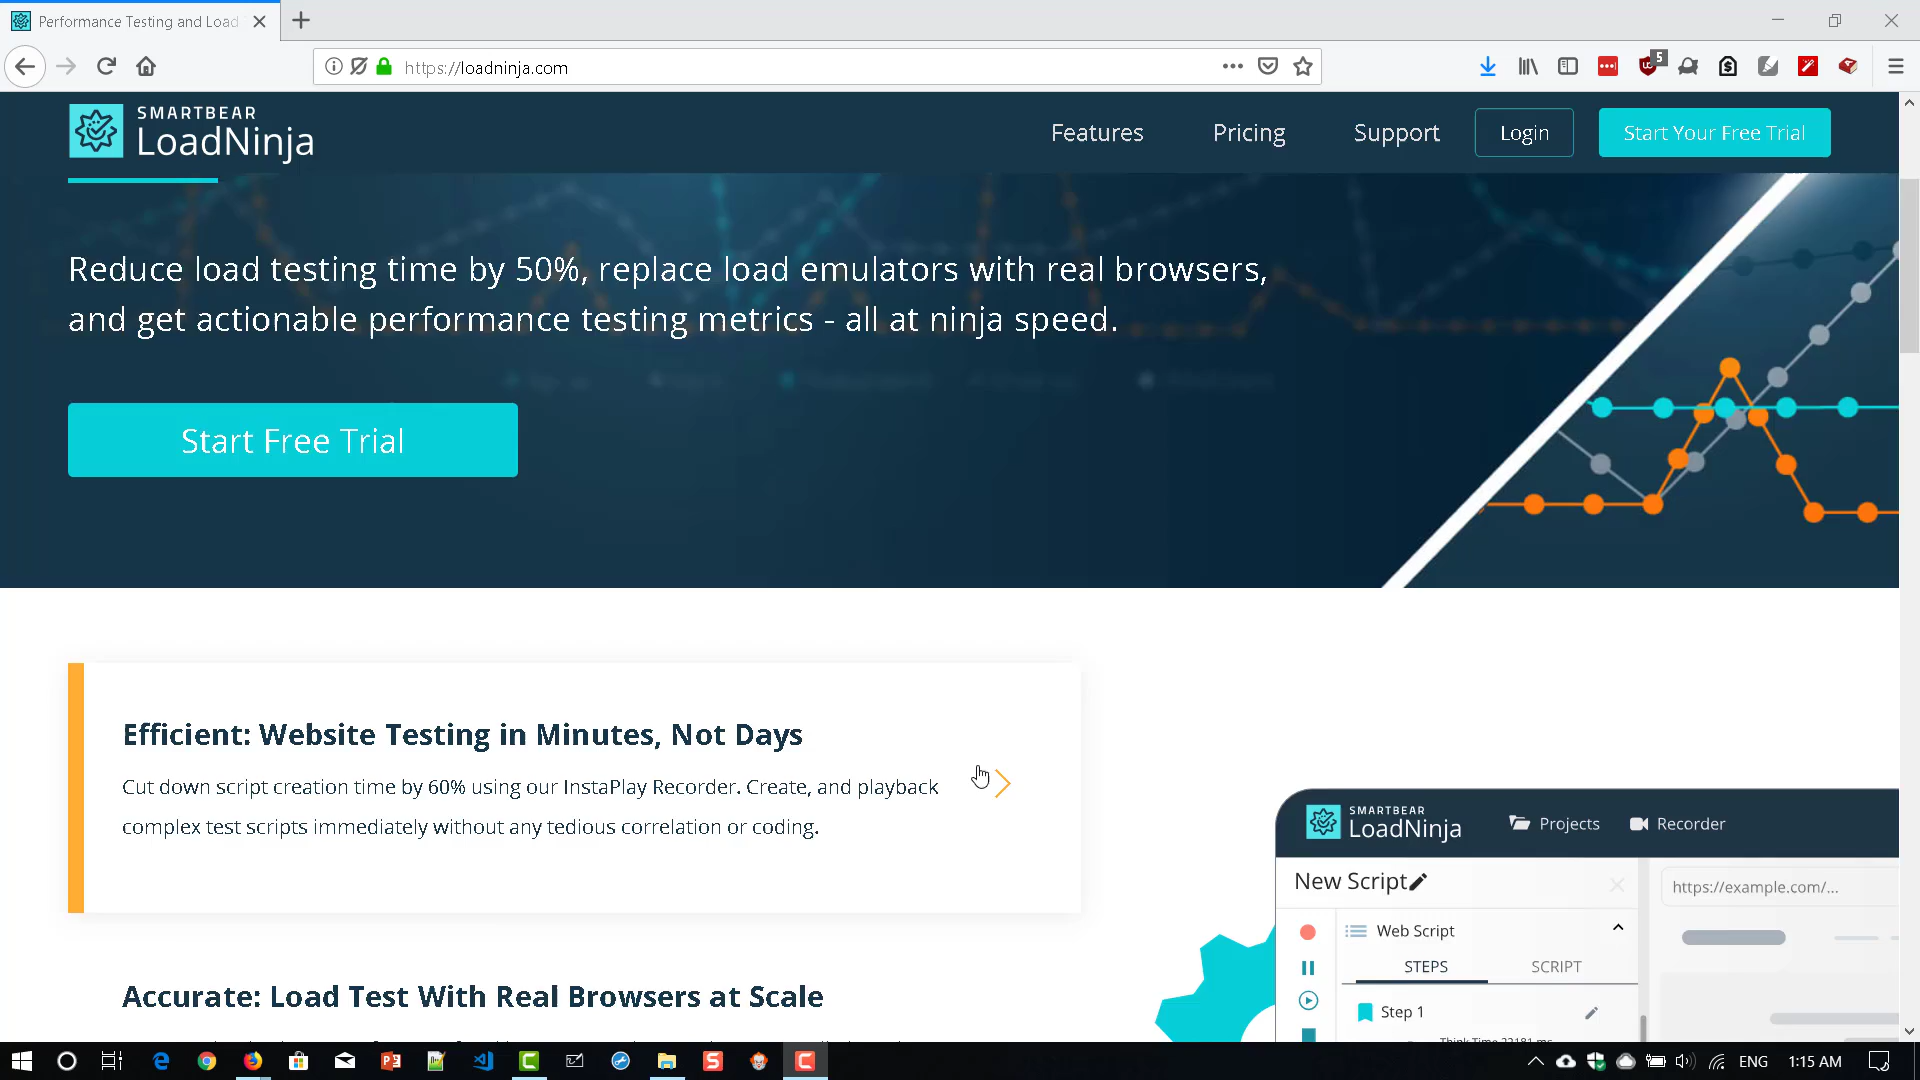 Performance Testing and Load
https://loadninja.com
5
SMARTBEAR
LoadNinja
Features
Pricing
Support
Login
Start Your Free Trial
Reduce load testing time by 50%, replace load emulators with real browsers,
and get actionable performance testing metrics - all at ninja speed.
Start Free Trial
Efficient: Website Testing in Minutes, Not Days
Cut down script creation time by 60% using our InstaPlay Recorder. Create, and playback
complex test scripts immediately without any tedious correlation or coding.
SMARTBEAR
LoadNinja
Projects
Recorder
New Script
https://example.com/...
Web Script
STEPS
SCRIPT
Accurate: Load Test With Real Browsers at Scale
Step 1
ENG
1:15 AM